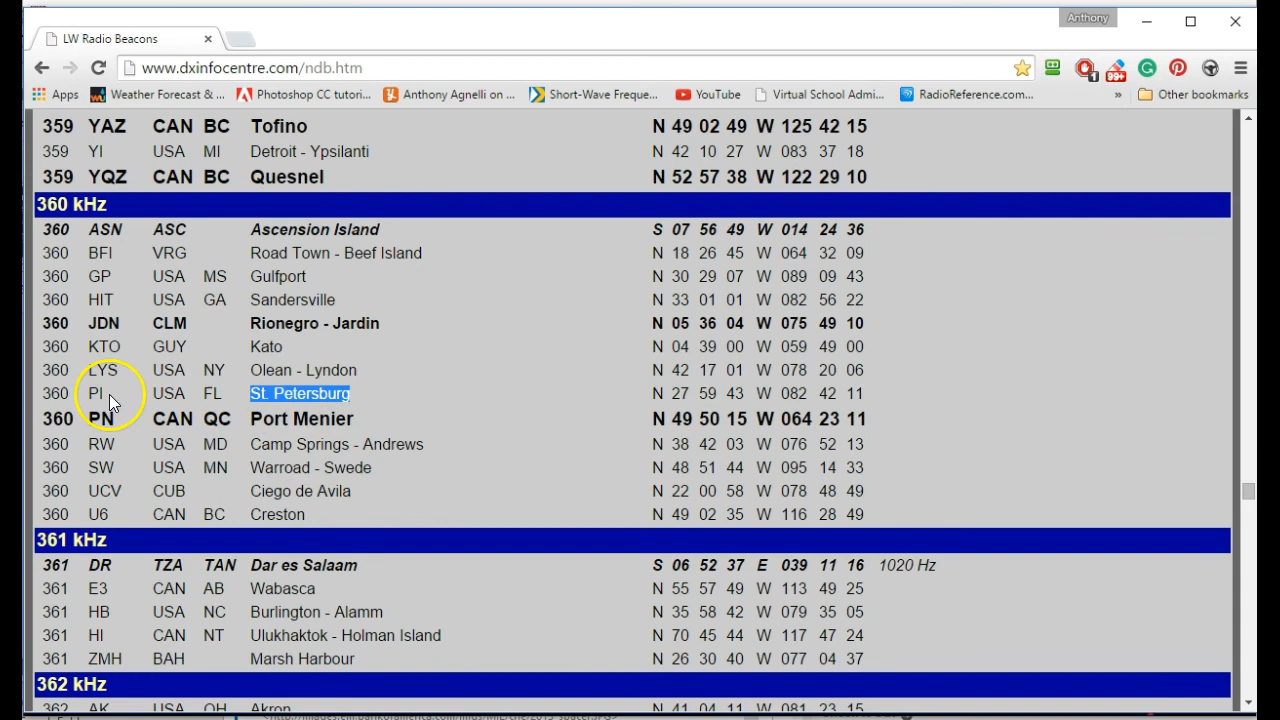 Anthony
LW Radio Beacons
www.dxinfocentre.com/ndb.htm
1 99+
Apps Weather Forecast & ... Photoshop CC tutori... Anthony Agnelli on ... Short-Wave Freque... YouTube Virtual School Admi... RadioReference.com... » Other bookmarks
359 YAZ CAN BC Tofino N 49 02 49 W 125 42 15
359 YI USA MI Detroit - Ypsilanti N 42 10 27 W 083 37 18
359 YQZ CAN BC Quesnel N 52 57 38 W 122 29 10
360 kHz
360 ASN ASC Ascension Island S 07 56 49 W 014 24 36
360 BFI VRG Road Town - Beef Island N 18 26 45 W 064 32 09
360 GP USA MS Gulfport N 30 29 07 W 089 09 43
360 HIT USA GA Sandersville N 33 01 01 W 082 56 22
360 JDN CLM Rionegro - Jardin N 05 36 04 W 075 49 10
360 KTO GUY Kato N 04 39 00 W 059 49 00
360 LYS USA NY Olean - Lyndon N 42 17 01 W 078 20 06
360 PI USA FL St. Petersburg N 27 59 43 W 082 42 11
360 PN CAN QC Port Menier N 49 50 15 W 064 23 11
360 RW USA MD Camp Springs - Andrews N 38 42 03 W 076 52 13
360 SW USA MN Warroad - Swede N 48 51 44 W 095 14 33
360 UCV CUB Ciego de Avila N 22 00 58 W 078 48 49
360 U6 CAN BC Creston N 49 02 35 W 116 28 49
361 kHz
361 DR TZA TAN Dar es Salaam S 06 52 37 E 039 11 16 1020 Hz
361 E3 CAN AB Wabasca N 55 57 49 W 113 49 25
361 HB USA NC Burlington - Alamm N 35 58 42 W 079 35 05
361 HI CAN NT Ulukhaktok - Holman Island N 70 45 44 W 117 47 24
361 ZMH BAH Marsh Harbour N 26 30 40 W 077 04 37
362 kHz
362 AK USA OH Akron N 41 04 11 W 081 23 15